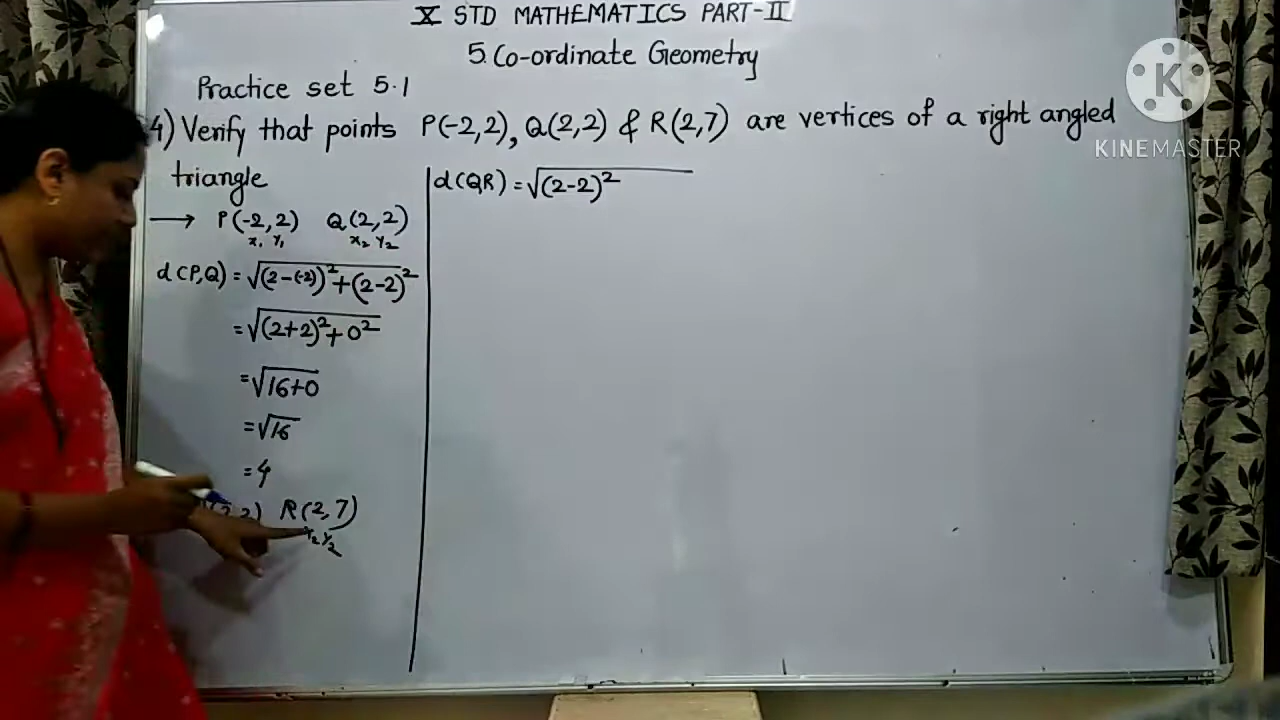 X STD MATHEMATICS PART-II
5. Co-ordinate Geometry
Practice set 5.1
4) Verify that points P(-2,2), Q(2,2) & R(2,7) are vertices of a right angled
triangle
→ P(-2,2) Q(2,2)
x₁ y₁ x₂ y₂
d(P,Q) = √(2-(-2))²+(2-2)²
= √(2+2)²+0²
= √16+0
= √16
= 4
R(2,7)
x₂ y₂
d(QR) = √(2-2)²
K
KINEMASTER